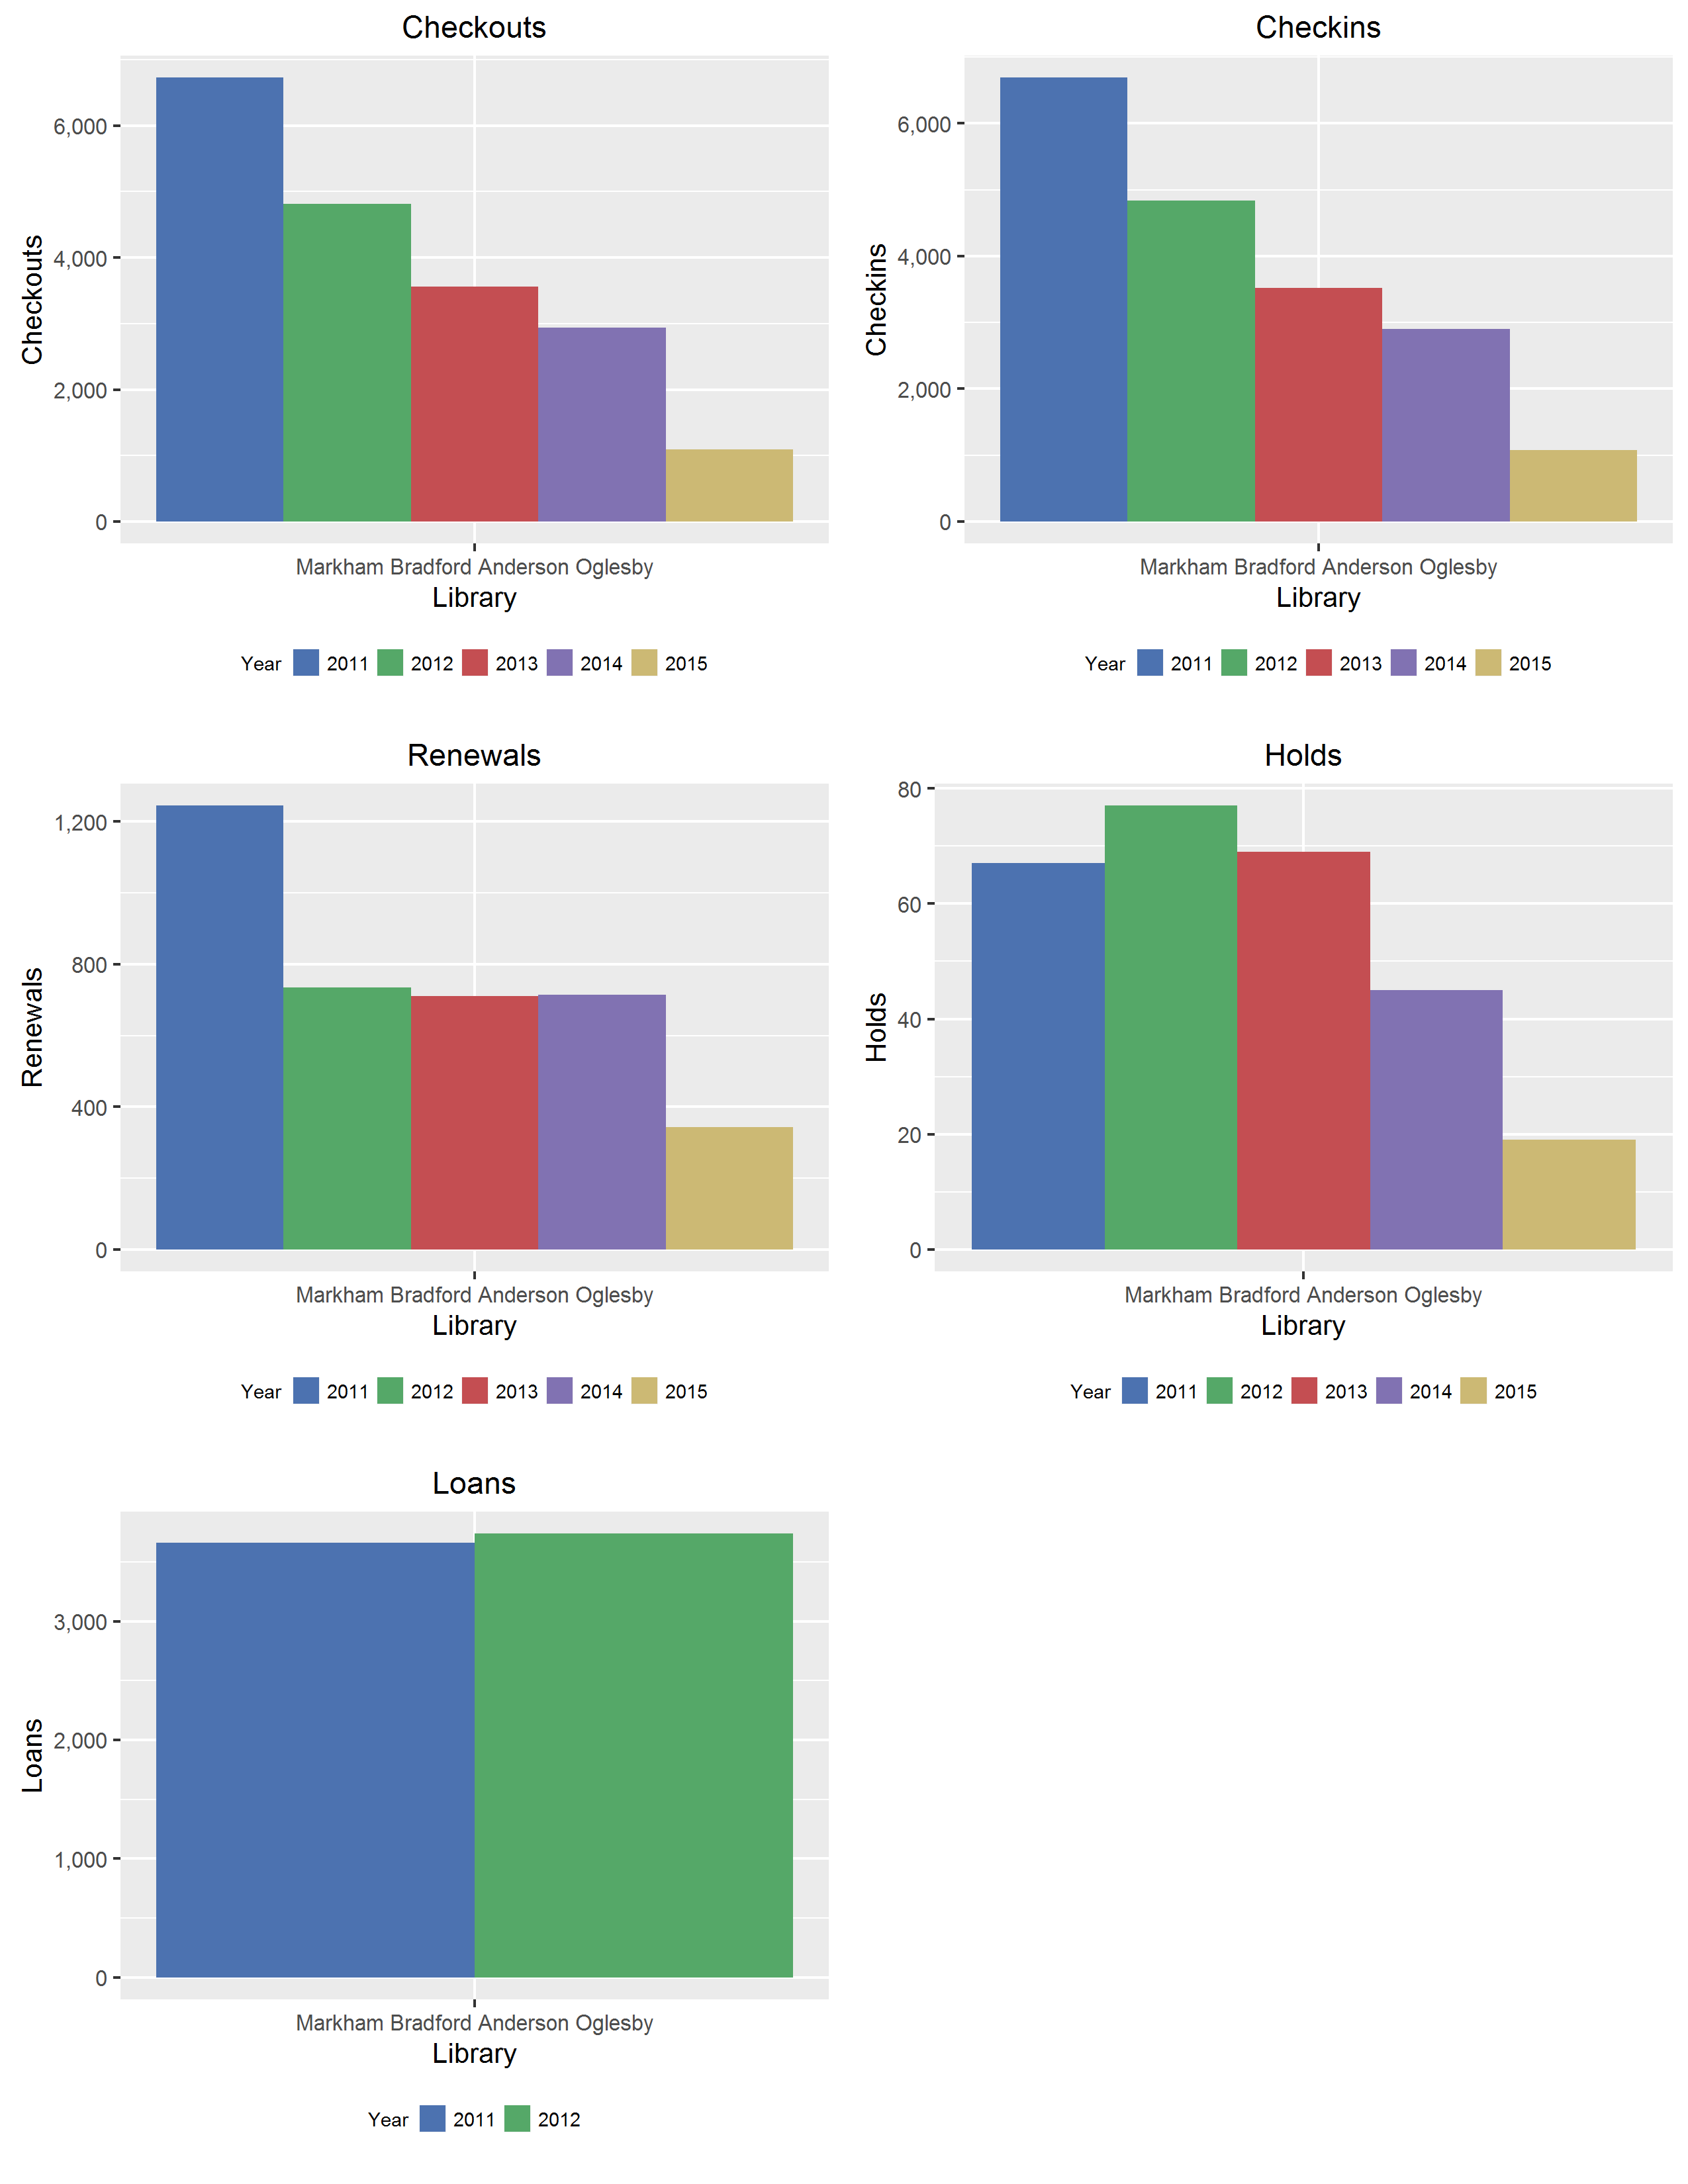 Checkouts
Checkouts
6,000
4,000
2,000
0
Markham Bradford Anderson Oglesby
Library
Year 2011 2012 2013 2014 2015
Checkins
Checkins
6,000
4,000
2,000
0
Markham Bradford Anderson Oglesby
Library
Year 2011 2012 2013 2014 2015
Renewals
Renewals
1,200
800
400
0
Markham Bradford Anderson Oglesby
Library
Year 2011 2012 2013 2014 2015
Holds
Holds
80
60
40
20
0
Markham Bradford Anderson Oglesby
Library
Year 2011 2012 2013 2014 2015
Loans
Loans
3,000
2,000
1,000
0
Markham Bradford Anderson Oglesby
Library
Year 2011 2012